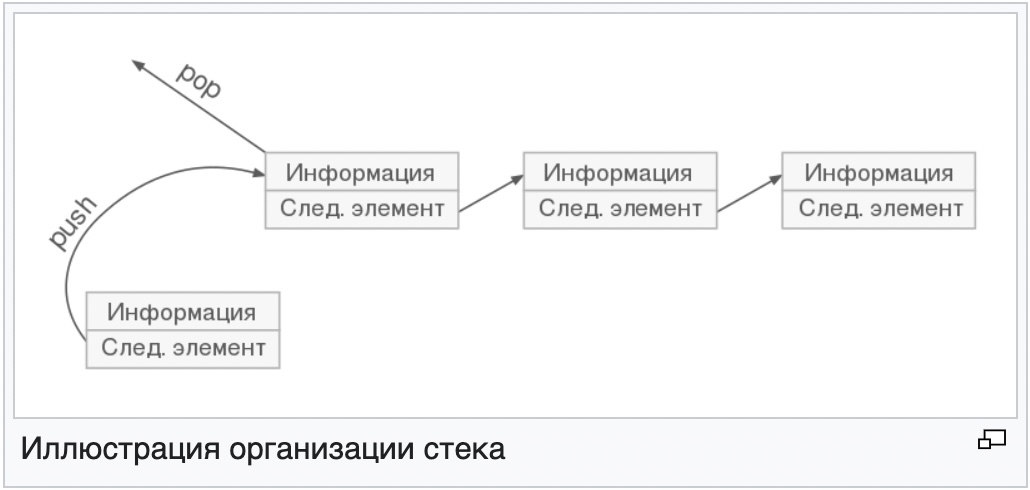 pop
push
Информация
След. элемент
Информация
След. элемент
Информация
След. элемент
Информация
След. элемент
Иллюстрация организации стека